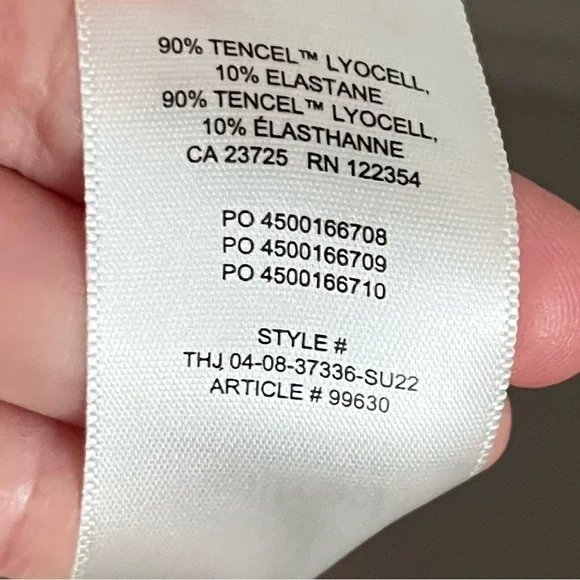 90% TENCEL™ LYOCELL,
10% ELASTANE
90% TENCEL™ LYOCELL,
10% ÉLASTHANNE
CA 23725 RN 122354
PO 4500166708
PO 4500166709
PO 4500166710
STYLE #
THJ 04-08-37336-SU22
ARTICLE # 99630